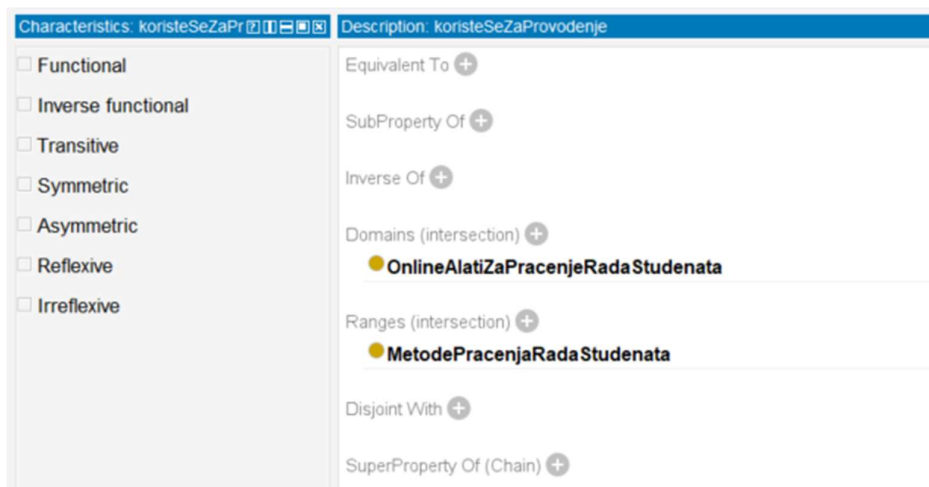 Characteristics: koristeSeZaPr
Functional
Inverse functional
Transitive
Symmetric
Asymmetric
Reflexive
Irreflexive
Description: koristeSeZaProvodenje
Equivalent To
SubProperty Of
Inverse Of
Domains (intersection)
OnlineAlatiZaPracenjeRadaStudenata
Ranges (intersection)
MetodePracenjaRadaStudenata
Disjoint With
SuperProperty Of (Chain)